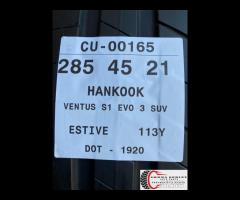 CU-00165
285 45 21
HANKOOK
VENTUS S1 EVO 3 SUV
ESTIVE 113Y
DOT - 1920